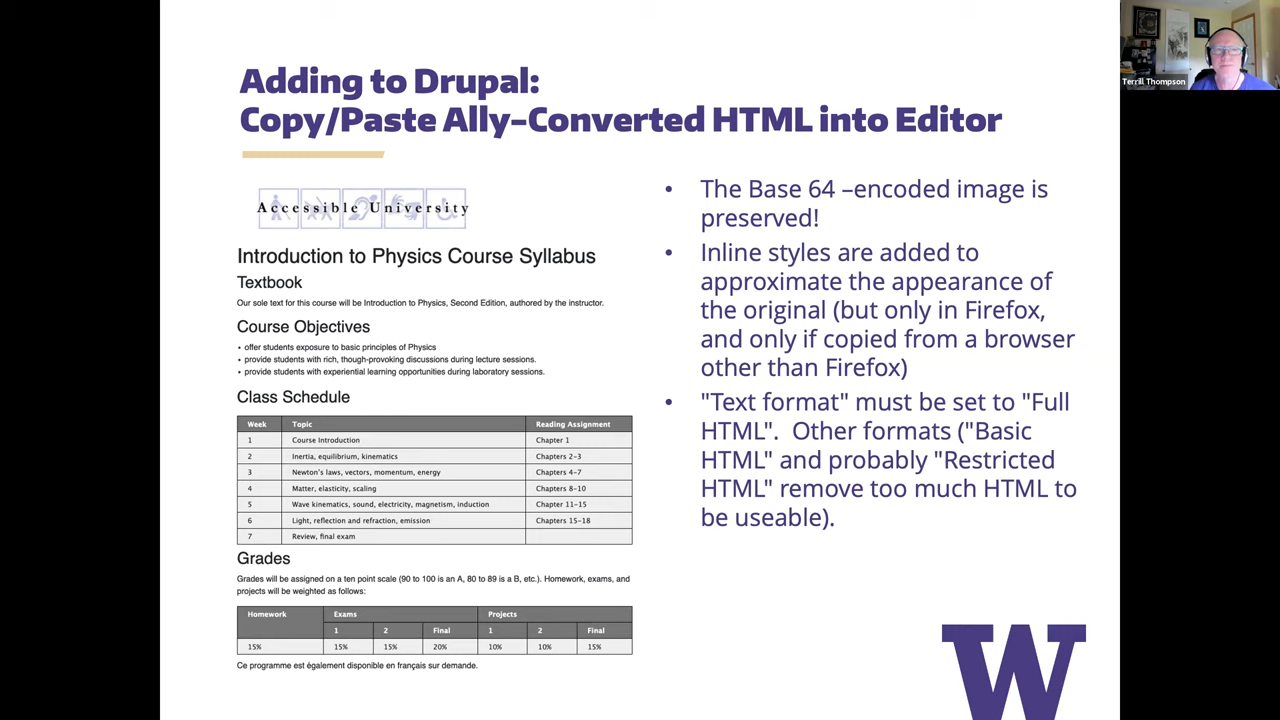 Adding to Drupal:
Copy/Paste Ally-Converted HTML into Editor
Terrill Thompson
Accessible University
Introduction to Physics Course Syllabus
Textbook
Our sole text for this course will be Introduction to Physics, Second Edition, authored by the instructor.
Course Objectives
• offer students exposure to basic principles of Physics
• provide students with rich, though-provoking discussions during lecture sessions.
• provide students with experiential learning opportunities during laboratory sessions.
Class Schedule
Week Topic Reading Assignment
1 Course Introduction Chapter 1
2 Inertia, equilibrium, kinematics Chapters 2-3
3 Newton's laws, vectors, momentum, energy Chapters 4-7
4 Matter, elasticity, scaling Chapters 8-10
5 Wave kinematics, sound, electricity, magnetism, induction Chapter 11-15
6 Light, reflection and refraction, emission Chapters 15-18
7 Review, final exam
Grades
Grades will be assigned on a ten point scale (90 to 100 is an A, 80 to 89 is a B, etc.). Homework, exams, and
projects will be weighted as follows:
Homework Exams Projects
1 2 Final 1 2 Final
15% 15% 15% 20% 10% 10% 15%
Ce programme est également disponible en français sur demande.
• The Base 64 –encoded image is
preserved!
• Inline styles are added to
approximate the appearance of
the original (but only in Firefox,
and only if copied from a browser
other than Firefox)
• "Text format" must be set to "Full
HTML". Other formats ("Basic
HTML" and probably "Restricted
HTML" remove too much HTML to
be useable).
W